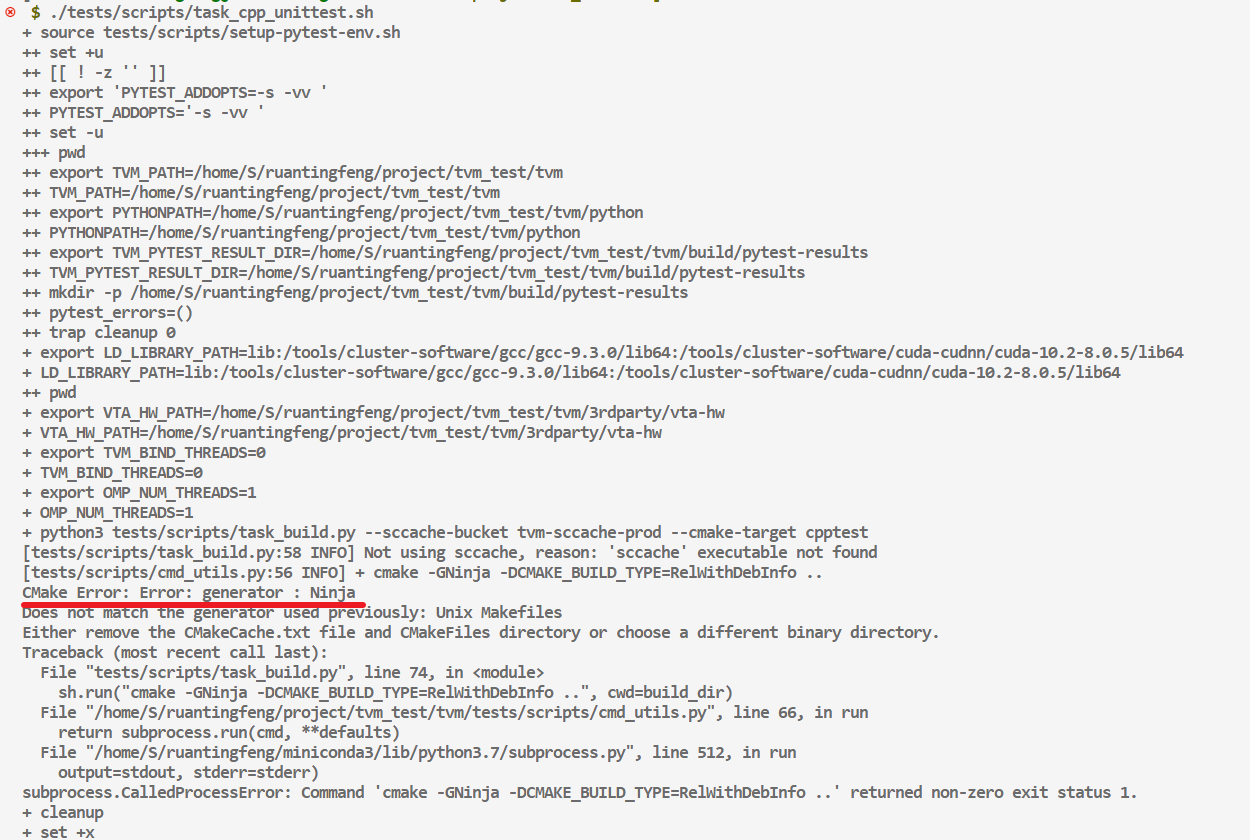 $ ./tests/scripts/task_cpp_unittest.sh
+ source tests/scripts/setup-pytest-env.sh
++ set +u
++ [[ ! -z '' ]]
++ export 'PYTEST_ADDOPTS=-s -vv '
++ PYTEST_ADDOPTS='-s -vv '
++ set -u
+++ pwd
++ export TVM_PATH=/home/S/ruantingfeng/project/tvm_test/tvm
++ TVM_PATH=/home/S/ruantingfeng/project/tvm_test/tvm
++ export PYTHONPATH=/home/S/ruantingfeng/project/tvm_test/tvm/python
++ PYTHONPATH=/home/S/ruantingfeng/project/tvm_test/tvm/python
++ export TVM_PYTEST_RESULT_DIR=/home/S/ruantingfeng/project/tvm_test/tvm/build/pytest-results
++ TVM_PYTEST_RESULT_DIR=/home/S/ruantingfeng/project/tvm_test/tvm/build/pytest-results
++ mkdir -p /home/S/ruantingfeng/project/tvm_test/tvm/build/pytest-results
++ pytest_errors=()
++ trap cleanup 0
+ export LD_LIBRARY_PATH=lib:/tools/cluster-software/gcc/gcc-9.3.0/lib64:/tools/cluster-software/cuda-cudnn/cuda-10.2-8.0.5/lib64
+ LD_LIBRARY_PATH=lib:/tools/cluster-software/gcc/gcc-9.3.0/lib64:/tools/cluster-software/cuda-cudnn/cuda-10.2-8.0.5/lib64
++ pwd
+ export VTA_HW_PATH=/home/S/ruantingfeng/project/tvm_test/tvm/3rdparty/vta-hw
+ VTA_HW_PATH=/home/S/ruantingfeng/project/tvm_test/tvm/3rdparty/vta-hw
+ export TVM_BIND_THREADS=0
+ TVM_BIND_THREADS=0
+ export OMP_NUM_THREADS=1
+ OMP_NUM_THREADS=1
+ python3 tests/scripts/task_build.py --sccache-bucket tvm-sccache-prod --cmake-target cpptest
[tests/scripts/task_build.py:58 INFO] Not using sccache, reason: 'sccache' executable not found
[tests/scripts/cmd_utils.py:56 INFO] + cmake -GNinja -DCMAKE_BUILD_TYPE=RelWithDebInfo ..
CMake Error: Error: generator : Ninja
Does not match the generator used previously: Unix Makefiles
Either remove the CMakeCache.txt file and CMakeFiles directory or choose a different binary directory.
Traceback (most recent call last):
File "tests/scripts/task_build.py", line 74, in <module>
sh.run("cmake -GNinja -DCMAKE_BUILD_TYPE=RelWithDebInfo ..", cwd=build_dir)
File "/home/S/ruantingfeng/project/tvm_test/tvm/tests/scripts/cmd_utils.py", line 66, in run
return subprocess.run(cmd, **defaults)
File "/home/S/ruantingfeng/miniconda3/lib/python3.7/subprocess.py", line 512, in run
output=stdout, stderr=stderr)
subprocess.CalledProcessError: Command 'cmake -GNinja -DCMAKE_BUILD_TYPE=RelWithDebInfo ..' returned non-zero exit status 1.
+ cleanup
+ set +x